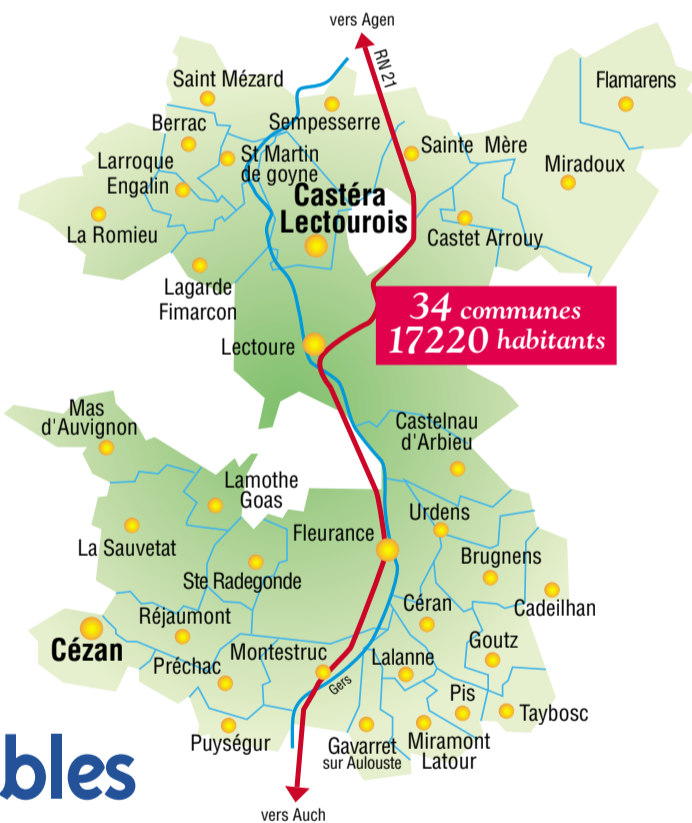 vers Agen
RN 21
Saint Mézard
Flamarens
Berrac
Sempesserre
Sainte Mère
Larroque
Engalin
St Martin
de goyne
Miradoux
Castéra
Lectourois
La Romieu
Castet Arrouy
Lagarde
Fimarcon
34 communes
17220 habitants
Lectoure
Mas
d'Auvignon
Castelnau
d'Arbieu
Lamothe
Goas
Urdens
Fleurance
La Sauvetat
Brugnens
Ste Radegonde
Cadeilhan
Céran
Réjaumont
Cézan
Goutz
Montestruc
Lalanne
Préchac
Gers
Pis
Taybosc
Puységur
Gavarret
sur Aulouste
Miramont
Latour
bles
vers Auch